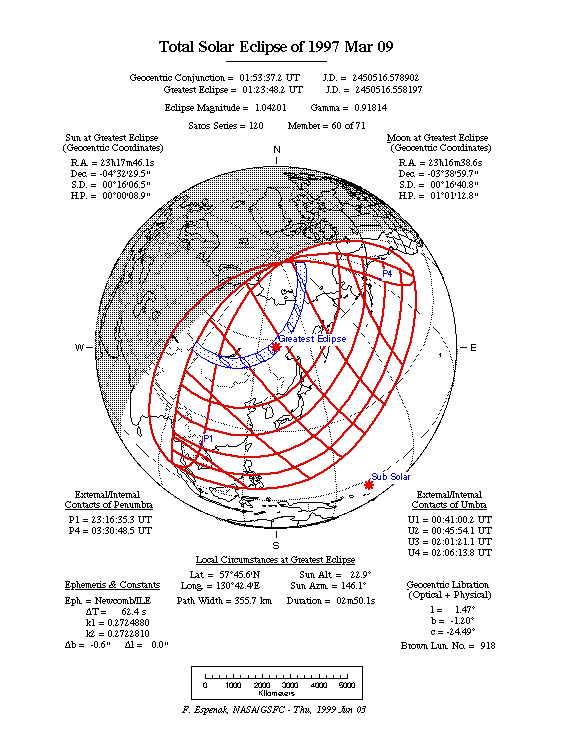 Total Solar Eclipse of 1997 Mar 09
Geocentric Conjunction = 01:53:37.2 UT J.D. = 2450516.578902
Greatest Eclipse = 01:23:48.2 UT J.D. = 2450516.558197
Eclipse Magnitude = 1.04201 Gamma = 0.91814
Saros Series = 120 Member = 60 of 71
Sun at Greatest Eclipse
(Geocentric Coordinates)
R.A. = 23h17m46.1s
Dec. = -04°32'29.5"
S.D. = 00°16'06.5"
H.P. = 00°00'08.9"
Moon at Greatest Eclipse
(Geocentric Coordinates)
R.A. = 23h16m38.6s
Dec. = -03°38'59.7"
S.D. = 00°16'40.8"
H.P. = 01°01'12.8"
N
P4
Greatest Eclipse
W
E
P1
Sub Solar
S
External/Internal
Contacts of Penumbra
P1 = 23:16:35.3 UT
P4 = 03:30:48.5 UT
External/Internal
Contacts of Umbra
U1 = 00:41:00.2 UT
U2 = 00:45:54.1 UT
U3 = 02:01:21.1 UT
U4 = 02:06:13.8 UT
Local Circumstances at Greatest Eclipse
Lat. = 57°45.6'N Sun Alt. = 22.9°
Long. = 130°42.4'E Sun Azm. = 146.1°
Path Width = 355.7 km Duration = 02m50.1s
Ephemeris & Constants
Eph. = Newcomb/ILE
ΔT = 62.4 s
k1 = 0.2724880
k2 = 0.2722810
Δb = -0.6" Δl = 0.0"
Geocentric Libration
(Optical + Physical)
l = 1.47°
b = -1.20°
c = -24.49°
Brown Lun. No. = 918
0 1000 2000 3000 4000 5000
Kilometers
F. Espenak, NASA/GSFC - Thu, 1999 Jun 03